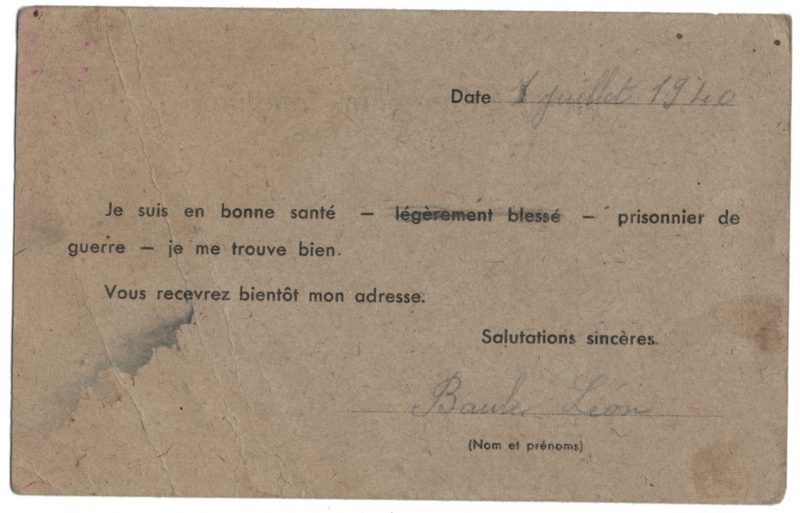 Date juillet 1940
Je suis en bonne santé — légèrement blessé — prisonnier de
guerre — je me trouve bien.
Vous recevrez bientôt mon adresse.
Salutations sincères.
Léon
(Nom et prénoms)